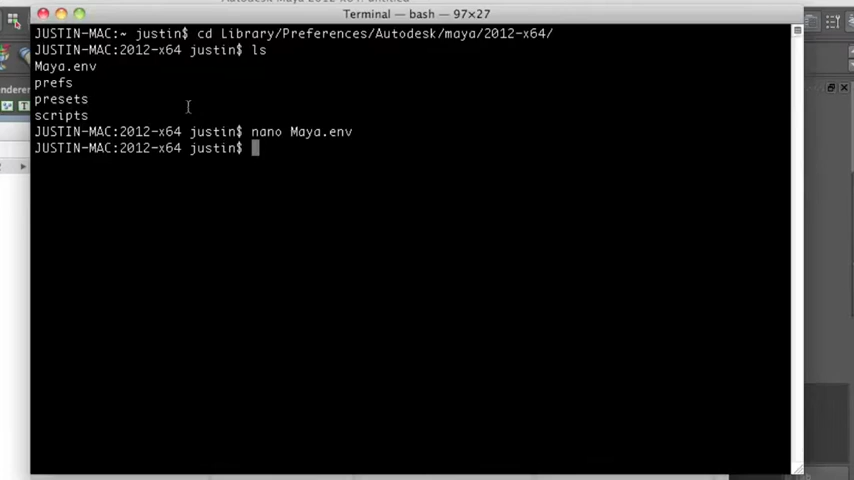 Terminal — bash — 97×27
JUSTIN-MAC:~ justin$ cd Library/Preferences/Autodesk/maya/2012-x64/
JUSTIN-MAC:2012-x64 justin$ ls
Maya.env
prefs
presets
scripts
JUSTIN-MAC:2012-x64 justin$ nano Maya.env
JUSTIN-MAC:2012-x64 justin$